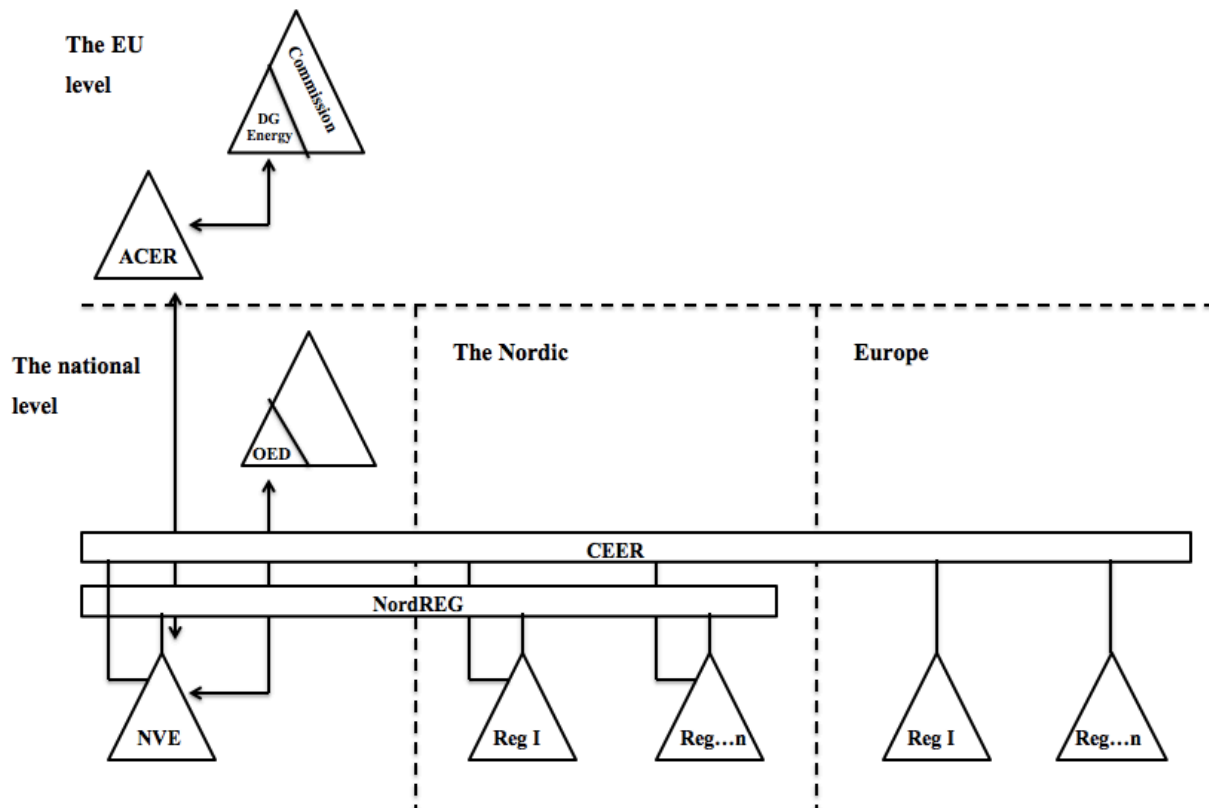 The EU
level
Commission
DG
Energy
ACER
The national
level
The Nordic
Europe
OED
CEER
NordREG
NVE
Reg I
Reg…n
Reg I
Reg…n